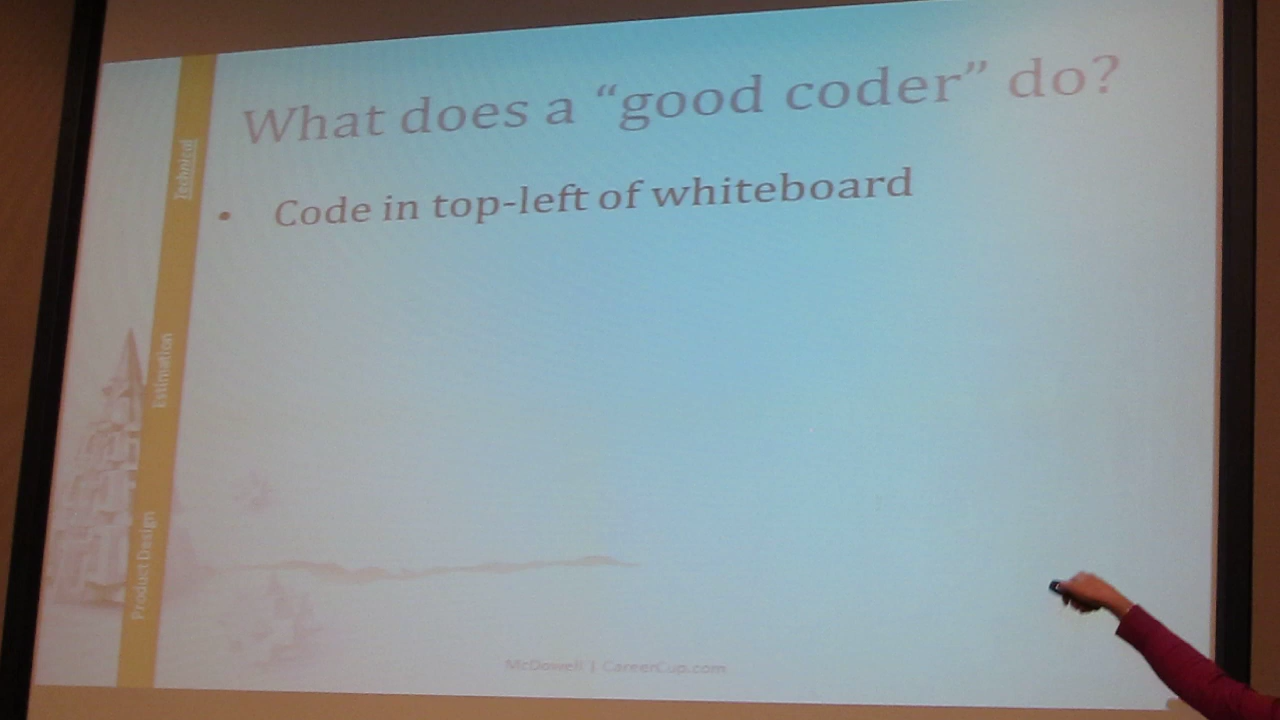 What does a “good coder” do?
• Code in top-left of whiteboard
Technical
Estimation
Product Design
McDowell | CareerCup.com